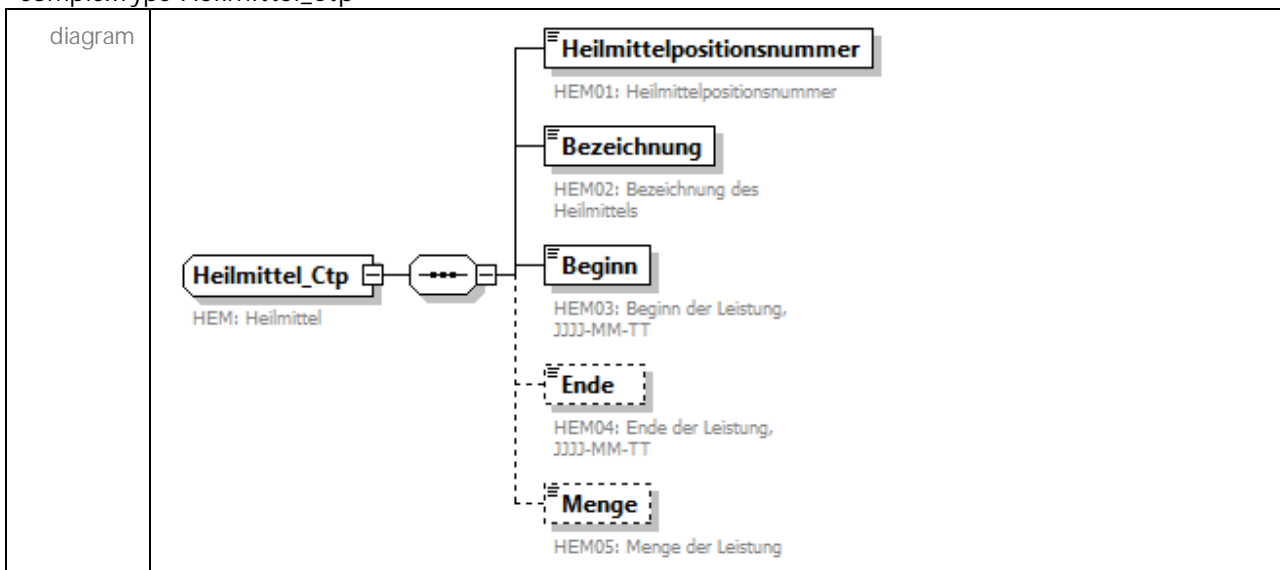 complexType Heilmittel_Ctp
diagram
Heilmittelpositionsnummer
HEM01: Heilmittelpositionsnummer
Bezeichnung
HEM02: Bezeichnung des
Heilmittels
Heilmittel_Ctp
HEM: Heilmittel
Beginn
HEM03: Beginn der Leistung,
JJJJ-MM-TT
Ende
HEM04: Ende der Leistung,
JJJJ-MM-TT
Menge
HEM05: Menge der Leistung